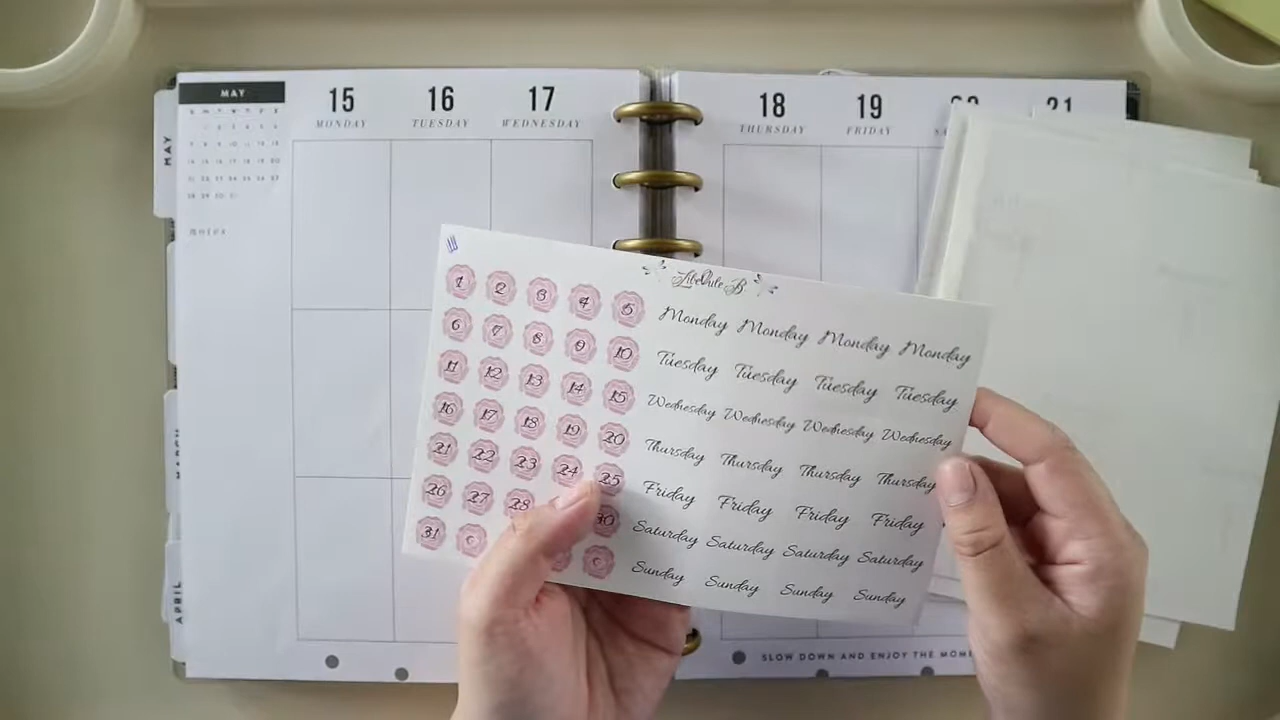 MAY
15 16 17
MONDAY TUESDAY WEDNESDAY
18 19 21
THURSDAY FRIDAY
MAY
notes
Libellule B
1 2 3 4 5 Monday Monday Monday Monday
6 7 8 9 10 Tuesday Tuesday Tuesday Tuesday
11 12 13 14 15 Wednesday Wednesday Wednesday Wednesday
16 17 18 19 20 Thursday Thursday Thursday Thursday
21 22 23 24 25 Friday Friday Friday Friday
26 27 28 30 Saturday Saturday Saturday Saturday
31 Sunday Sunday Sunday Sunday
MARCH
APRIL
SLOW DOWN AND ENJOY THE